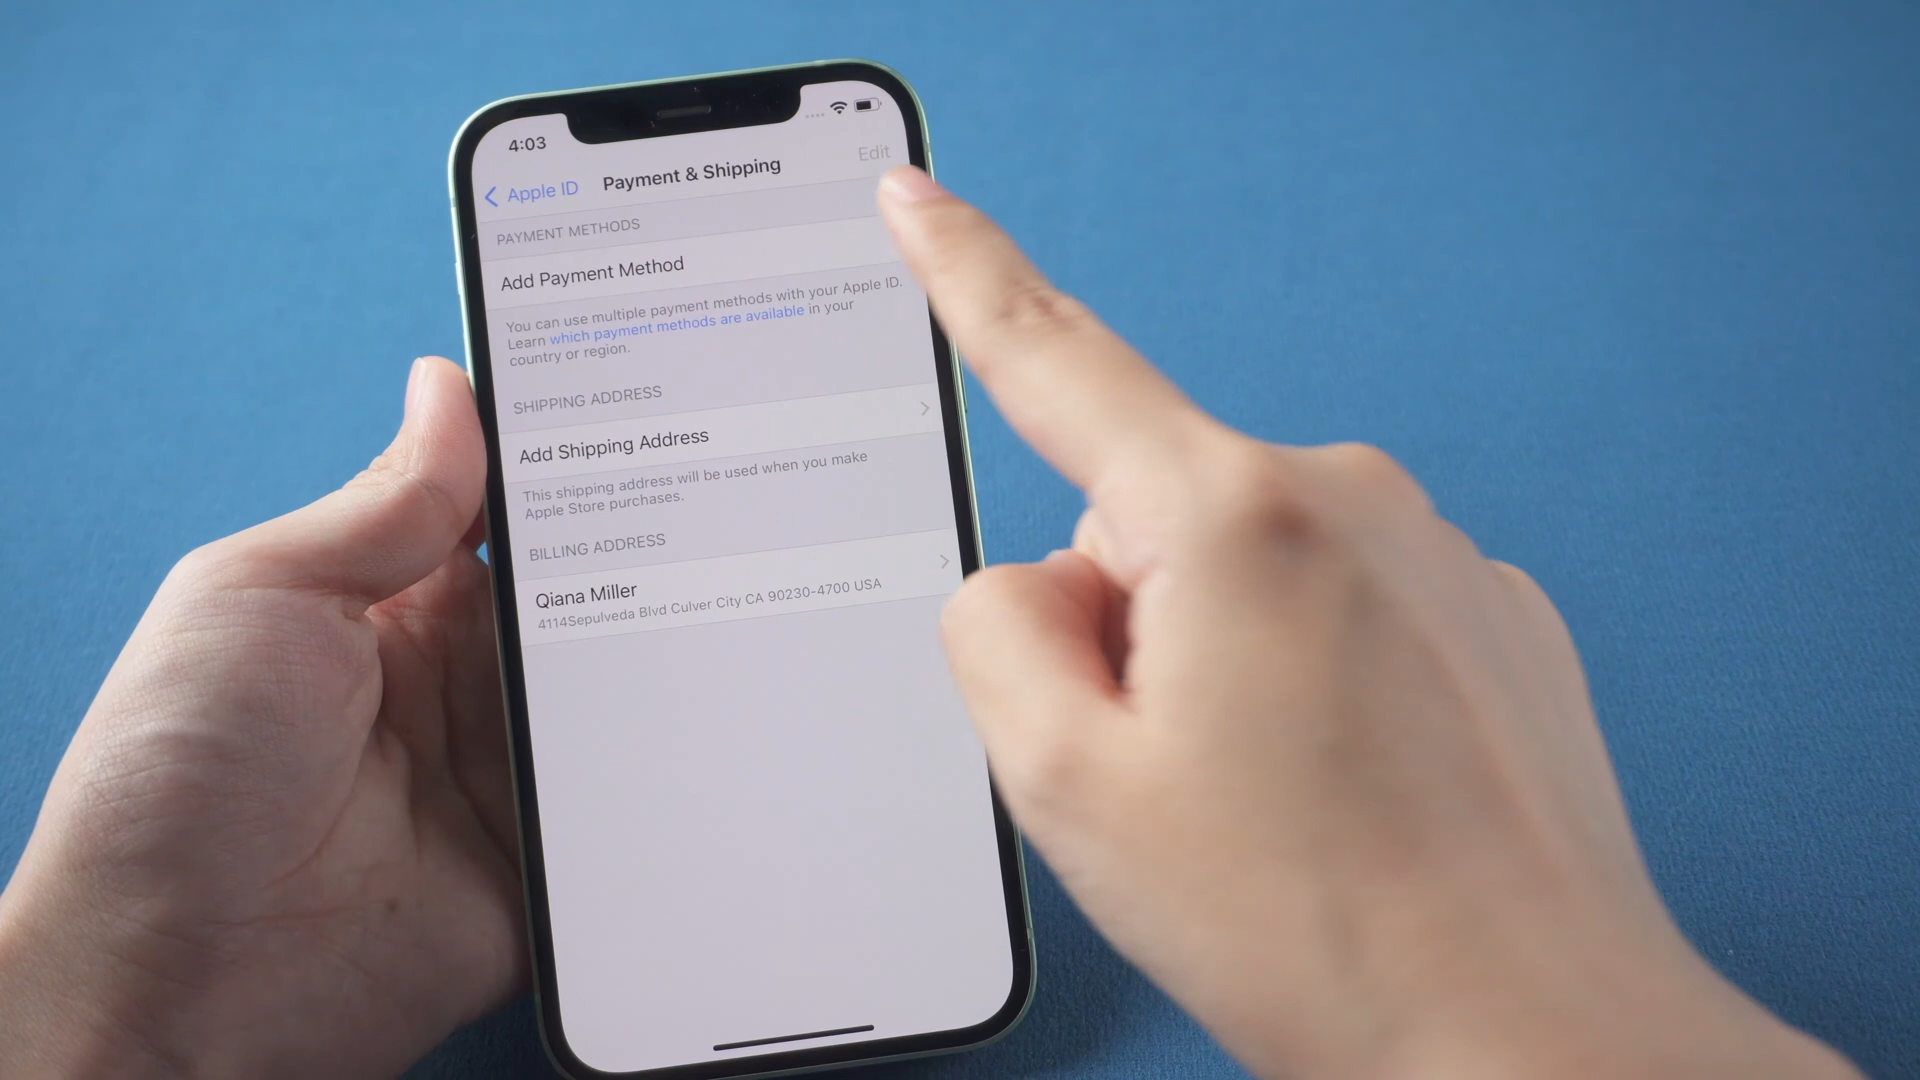 4:03
Apple ID
Payment & Shipping
Edit
PAYMENT METHODS
Add Payment Method
You can use multiple payment methods with your Apple ID.
Learn which payment methods are available in your
country or region.
SHIPPING ADDRESS
Add Shipping Address
This shipping address will be used when you make
Apple Store purchases.
BILLING ADDRESS
Qiana Miller
4114Sepulveda Blvd Culver City CA 90230-4700 USA